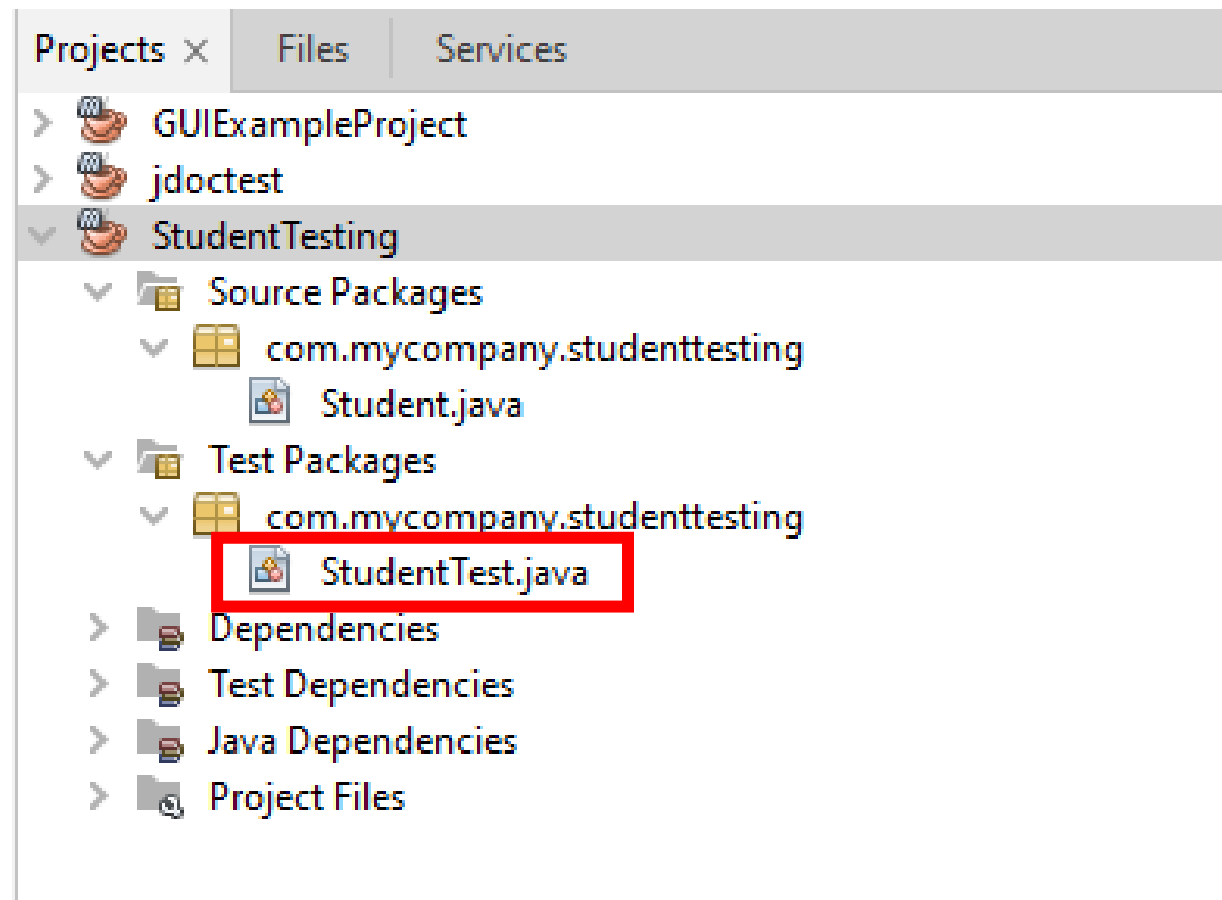 Projects × Files Services
GUIExampleProject
jdoctest
StudentTesting
Source Packages
com.mycompany.studenttesting
Student.java
Test Packages
com.mycompany.studenttesting
StudentTest.java
Dependencies
Test Dependencies
Java Dependencies
Project Files